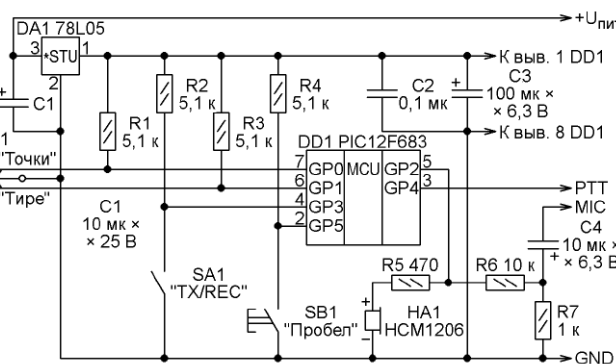 +Uпит
DA1 78L05
3 *STU 1
2
К выв. 1 DD1
C1
R2
5,1 к
R4
5,1 к
C2
0,1 мк
C3
100 мк ×
× 6,3 В
R1
5,1 к
R3
5,1 к
К выв. 8 DD1
1
"Точки"
"Тире"
DD1 PIC12F683
7 GP0 MCU GP2 5
6 GP1 GP4 3
4 GP3
2 GP5
PTT
MIC
C1
10 мк ×
× 25 В
C4
10 мк ×
× 6,3 В
SA1
"TX/REC"
R5 470
R6 10 к
SB1
"Пробел"
HA1
HCM1206
R7
1 к
GND